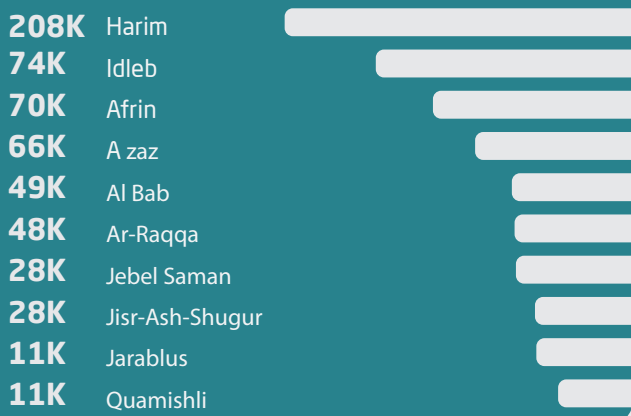 208K Harim
74K Idleb
70K Afrin
66K A zaz
49K Al Bab
48K Ar-Raqqa
28K Jebel Saman
28K Jisr-Ash-Shugur
11K Jarablus
11K Quamishli